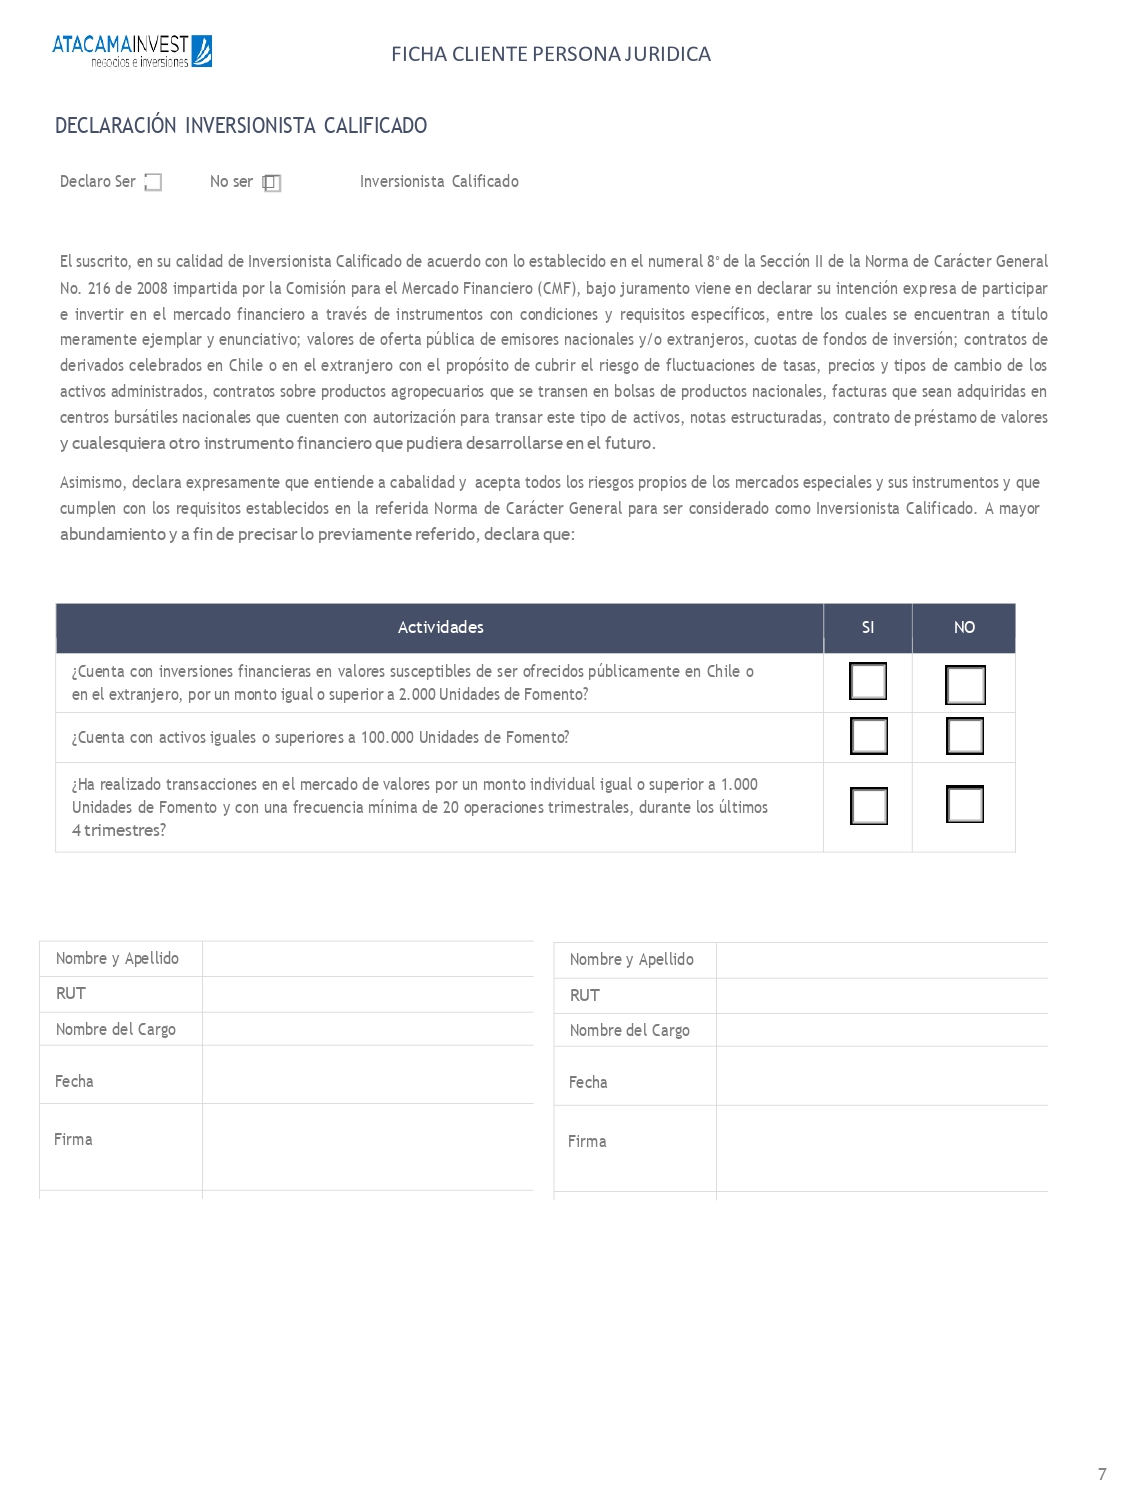 ATACAMAINVEST
negocios e inversiones
FICHA CLIENTE PERSONA JURIDICA
DECLARACIÓN INVERSIONISTA CALIFICADO
Declaro Ser No ser Inversionista Calificado
El suscrito, en su calidad de Inversionista Calificado de acuerdo con lo establecido en el numeral 8° de la Sección II de la Norma de Carácter General
No. 216 de 2008 impartida por la Comisión para el Mercado Financiero (CMF), bajo juramento viene en declarar su intención expresa de participar
e invertir en el mercado financiero a través de instrumentos con condiciones y requisitos específicos, entre los cuales se encuentran a título
meramente ejemplar y enunciativo; valores de oferta pública de emisores nacionales y/o extranjeros, cuotas de fondos de inversión; contratos de
derivados celebrados en Chile o en el extranjero con el propósito de cubrir el riesgo de fluctuaciones de tasas, precios y tipos de cambio de los
activos administrados, contratos sobre productos agropecuarios que se transen en bolsas de productos nacionales, facturas que sean adquiridas en
centros bursátiles nacionales que cuenten con autorización para transar este tipo de activos, notas estructuradas, contrato de préstamo de valores
y cualesquiera otro instrumento financiero que pudiera desarrollarse en el futuro.
Asimismo, declara expresamente que entiende a cabalidad y acepta todos los riesgos propios de los mercados especiales y sus instrumentos y que
cumplen con los requisitos establecidos en la referida Norma de Carácter General para ser considerado como Inversionista Calificado. A mayor
abundamiento y a fin de precisar lo previamente referido, declara que:
Actividades SI NO
¿Cuenta con inversiones financieras en valores susceptibles de ser ofrecidos públicamente en Chile o
en el extranjero, por un monto igual o superior a 2.000 Unidades de Fomento?
¿Cuenta con activos iguales o superiores a 100.000 Unidades de Fomento?
¿Ha realizado transacciones en el mercado de valores por un monto individual igual o superior a 1.000
Unidades de Fomento y con una frecuencia mínima de 20 operaciones trimestrales, durante los últimos
4 trimestres?
Nombre y Apellido
RUT
Nombre del Cargo
Fecha
Firma
Nombre y Apellido
RUT
Nombre del Cargo
Fecha
Firma
7